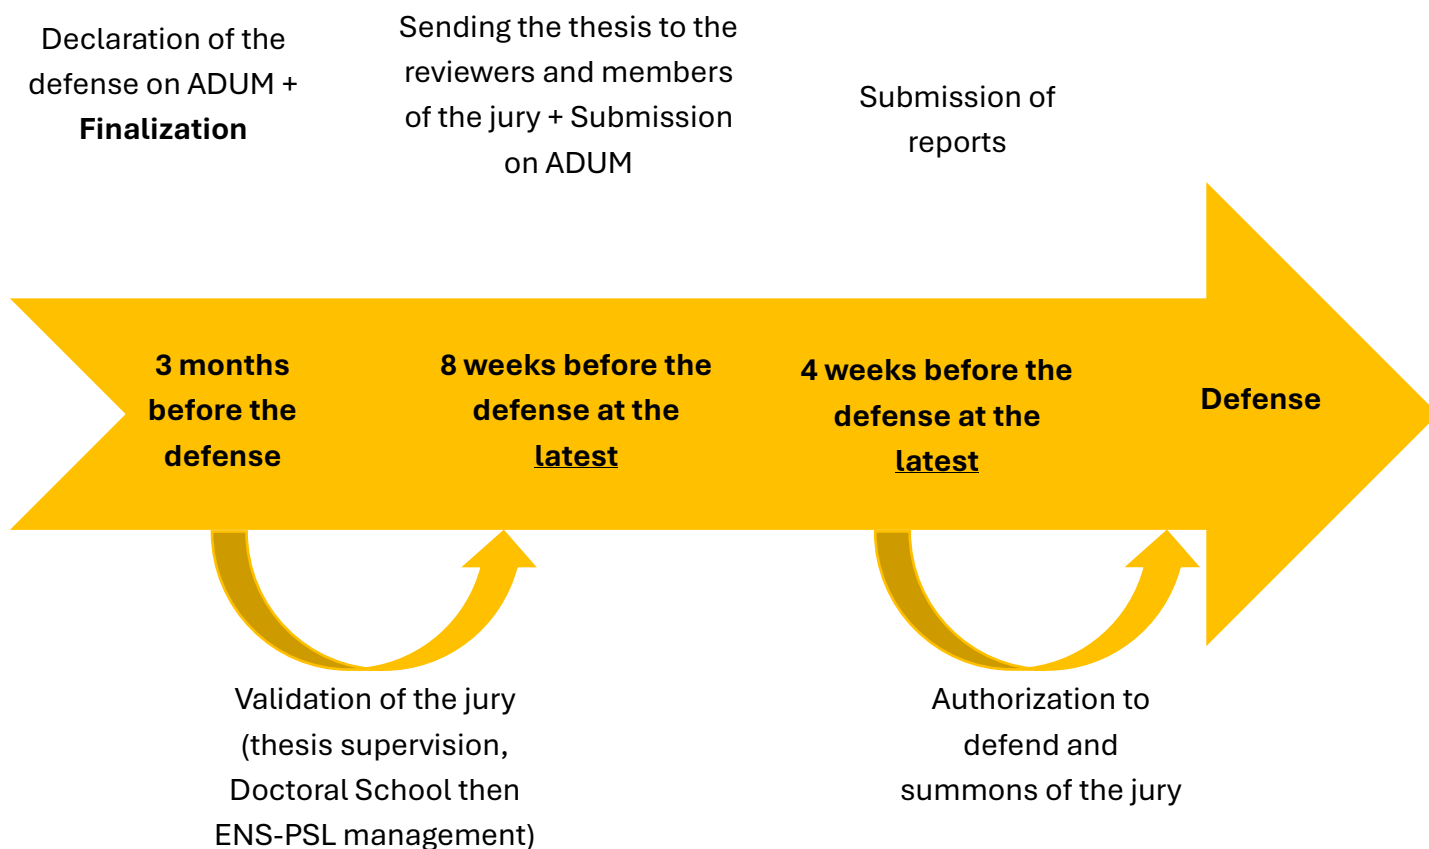 Declaration of the
defense on ADUM +
Finalization
Sending the thesis to the
reviewers and members
of the jury + Submission
on ADUM
Submission of
reports
3 months
before the
defense
8 weeks before the
defense at the
latest
4 weeks before the
defense at the
latest
Defense
Validation of the jury
(thesis supervision,
Doctoral School then
ENS-PSL management)
Authorization to
defend and
summons of the jury